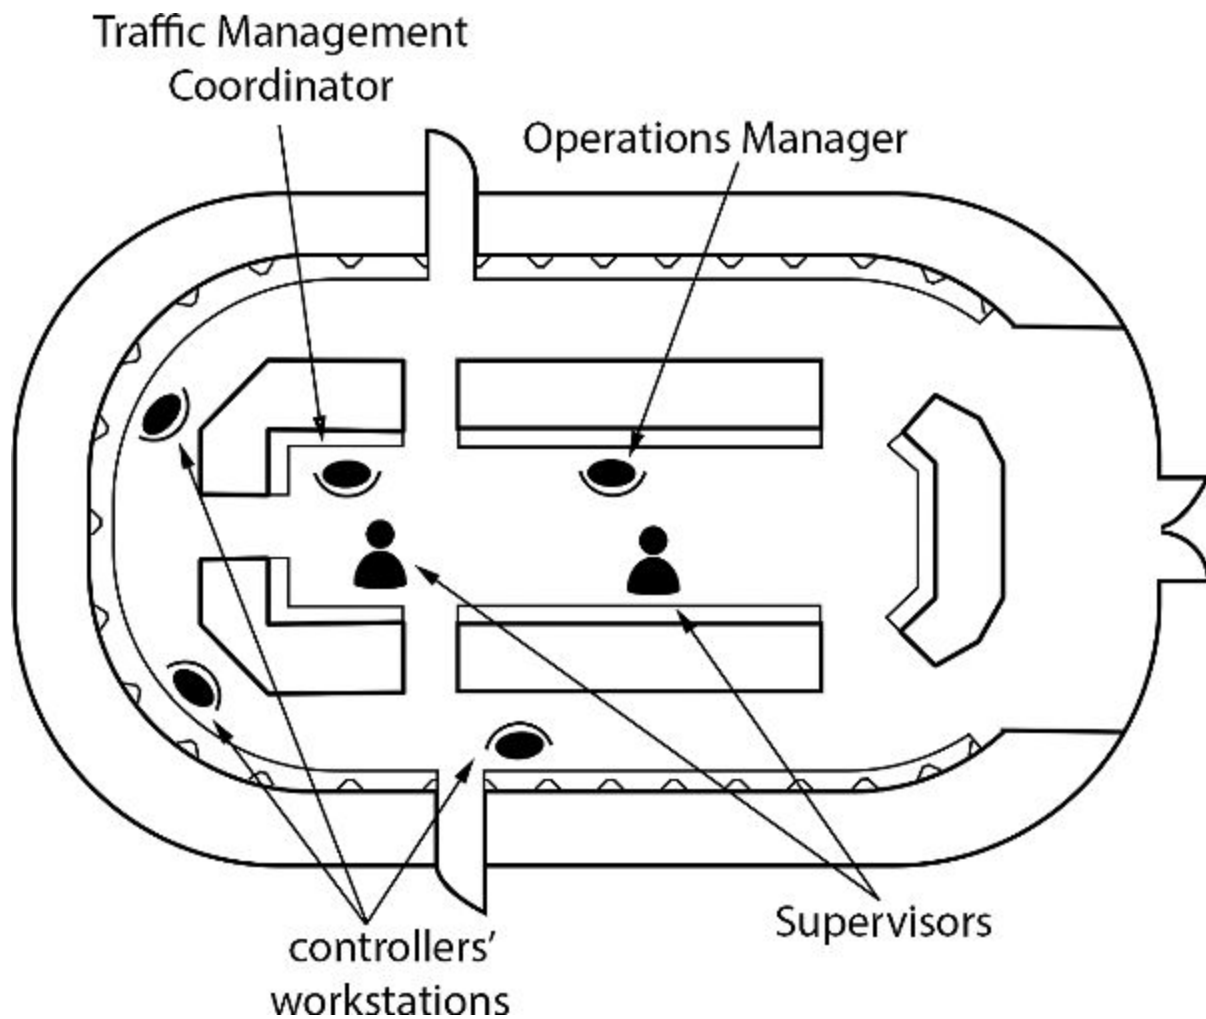 Traffic Management
Coordinator
Operations Manager
Supervisors
controllers’
workstations